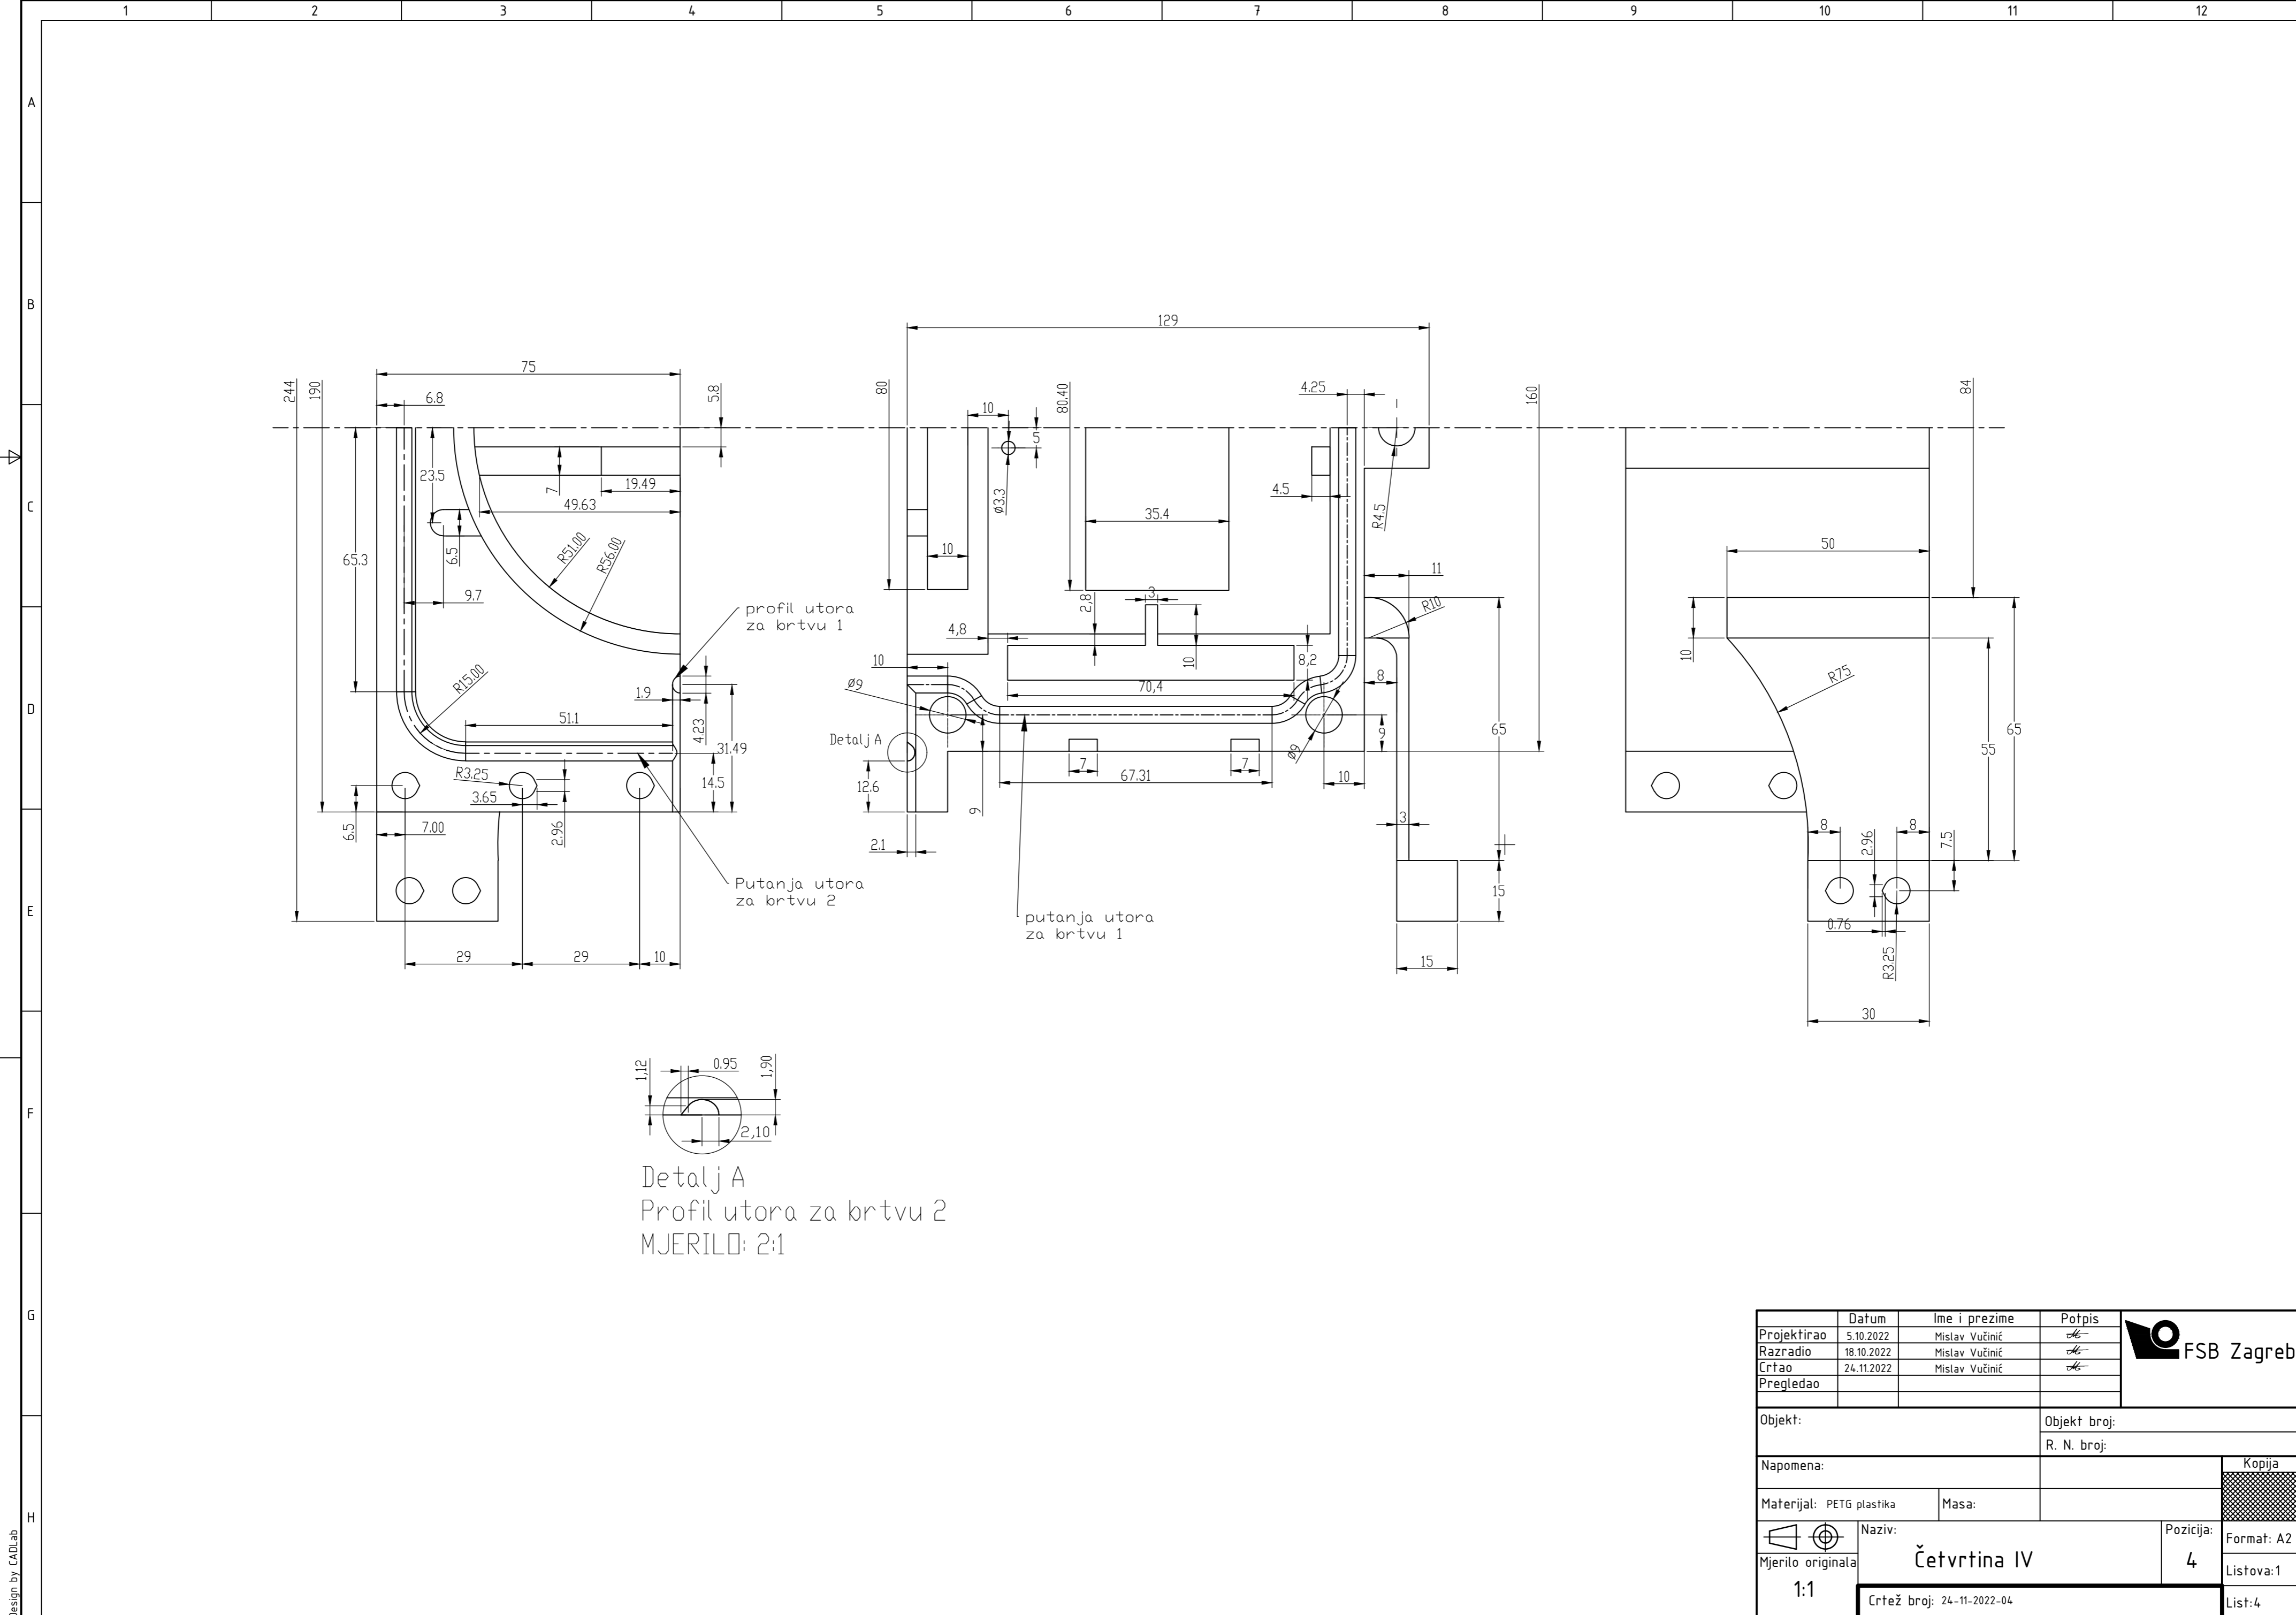 1 2 3 4 5 6 7 8 9 10 11 12
A
B
C
D
E
F
G
H
Design by CADLab
244
190
75
6.8
5.8
23.5
7
19.49
49.63
65.3
6.5
R51.00
R56.00
9.7
profil utora
za brtvu 1
R15.00
1.9
51.1
4.23
31.49
R3.25
3.65
14.5
2.96
6.5
7.00
Putanja utora
za brtvu 2
29
29
10
129
80
10
5
80.40
4.25
160
Ø3.3
4.5
R4.5
35.4
10
11
3
2,8
R10
4,8
10
10
8,2
Ø9
70,4
8
65
Detalj A
9
Ø9
7
7
67.31
10
12.6
9
3
2.1
15
putanja utora
za brtvu 1
15
84
50
10
R75
65
55
8
2.96
8
7.5
0.76
R3.25
30
1,12
0.95
1,90
2,10
Detalj A
Profil utora za brtvu 2
MJERILO: 2:1
Datum Ime i prezime Potpis
Projektirao 5.10.2022 Mislav Vučinić
Razradio 18.10.2022 Mislav Vučinić
Crtao 24.11.2022 Mislav Vučinić
Pregledao
FSB Zagreb
Objekt:
Objekt broj:
R. N. broj:
Napomena:
Kopija
Materijal: PETG plastika Masa:
Naziv:
Četvrtina IV
Pozicija:
4
Format: A2
Mjerilo originala
1:1
Listova:1
Crtež broj: 24-11-2022-04
List:4